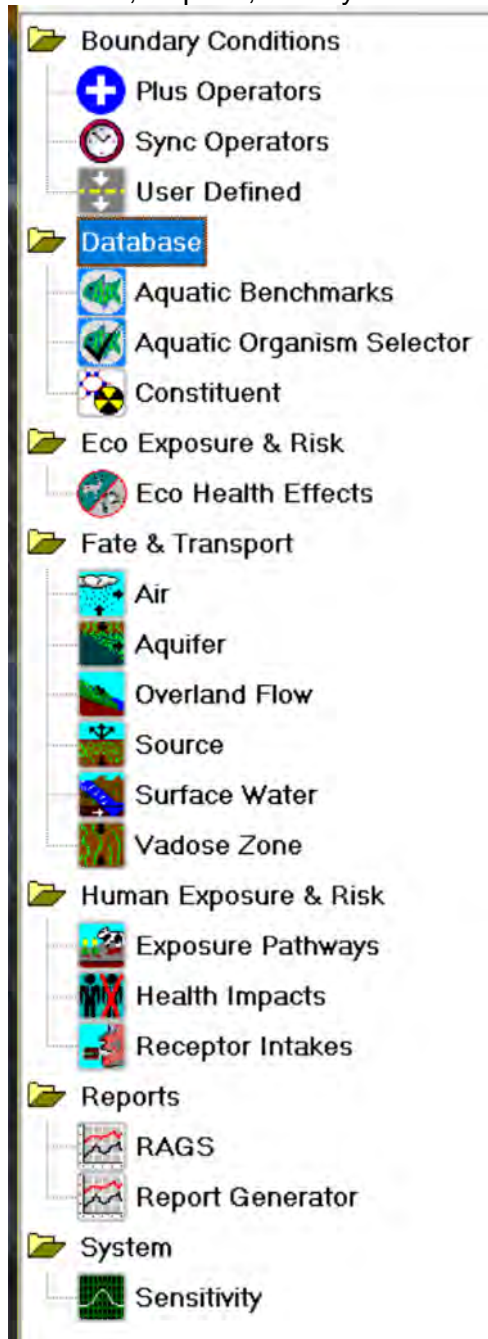 Boundary Conditions
Plus Operators
Sync Operators
User Defined
Database
Aquatic Benchmarks
Aquatic Organism Selector
Constituent
Eco Exposure & Risk
Eco Health Effects
Fate & Transport
Air
Aquifer
Overland Flow
Source
Surface Water
Vadose Zone
Human Exposure & Risk
Exposure Pathways
Health Impacts
Receptor Intakes
Reports
RAGS
Report Generator
System
Sensitivity